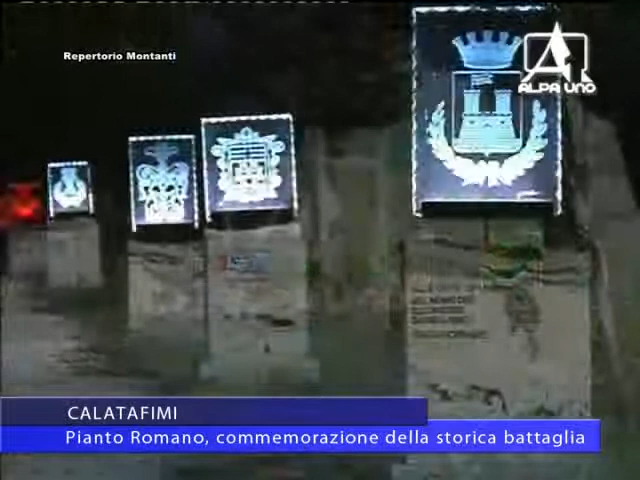 Repertorio Montanti
ALPA UNO
CALATAFIMI
Pianto Romano, commemorazione della storica battaglia